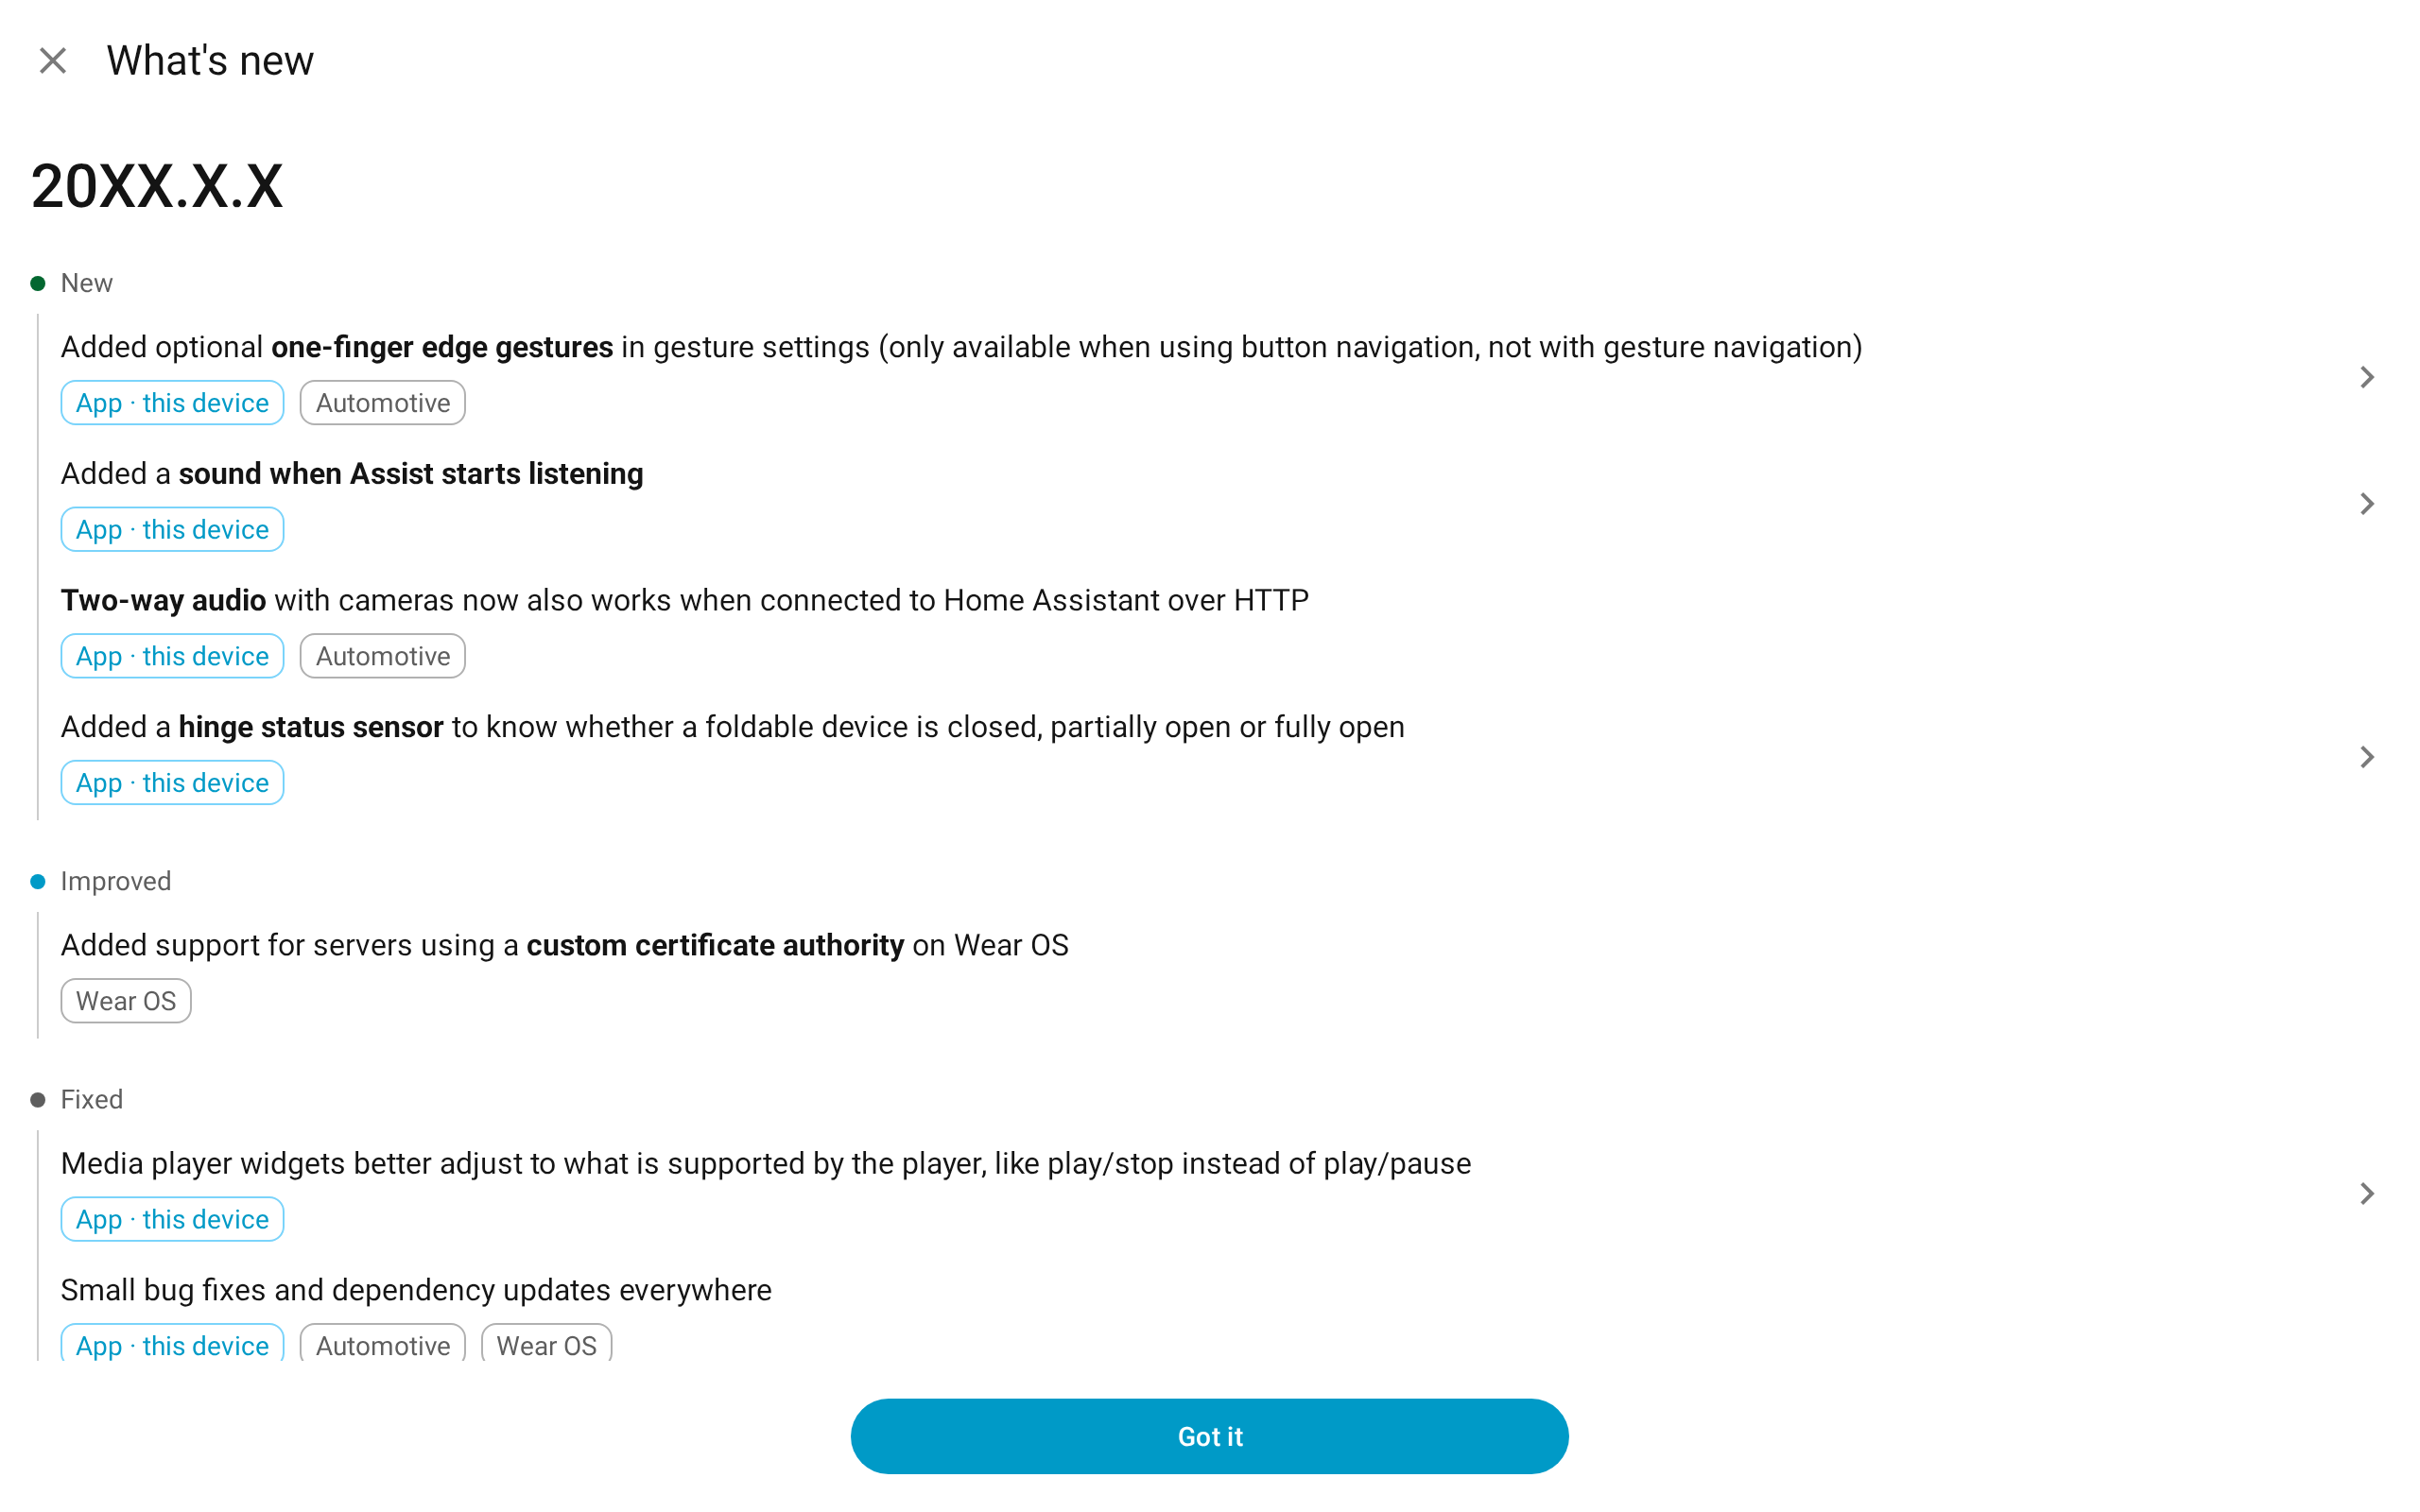 What's new
20XX.X.X
New
Added optional one-finger edge gestures in gesture settings (only available when using button navigation, not with gesture navigation)
App · this device Automotive
Added a sound when Assist starts listening
App · this device
Two-way audio with cameras now also works when connected to Home Assistant over HTTP
App · this device Automotive
Added a hinge status sensor to know whether a foldable device is closed, partially open or fully open
App · this device
Improved
Added support for servers using a custom certificate authority on Wear OS
Wear OS
Fixed
Media player widgets better adjust to what is supported by the player, like play/stop instead of play/pause
App · this device
Small bug fixes and dependency updates everywhere
App · this device Automotive Wear OS
Got it